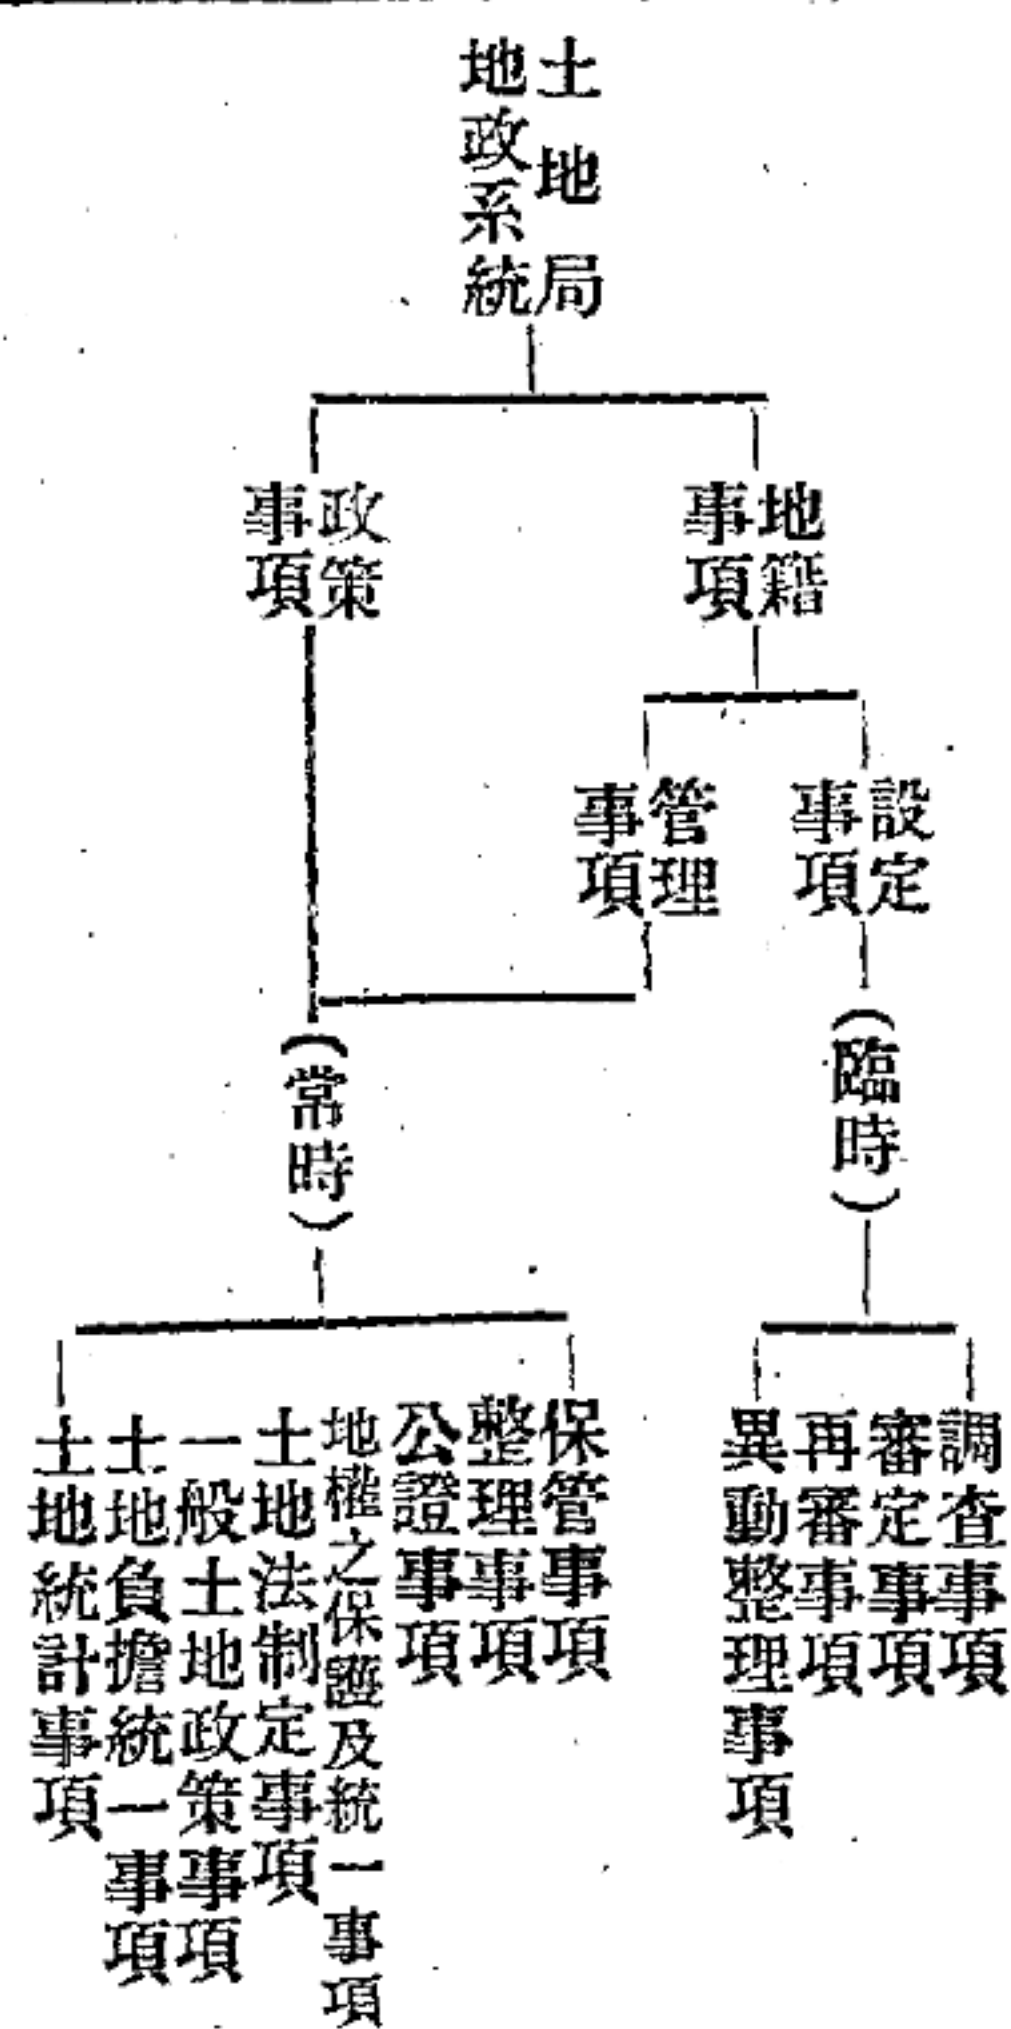 土地局
地政系統
地籍
事項
政策
事項
設定
事項
管理
事項
（臨時）
（常時）
調査事項
審定事項
再審事項
異動整理事項
保管事項
整理事項
公證事項
地權之保護及統一事項
土地法制定事項
一般土地政策事項
土地負擔統一事項
土地統計事項